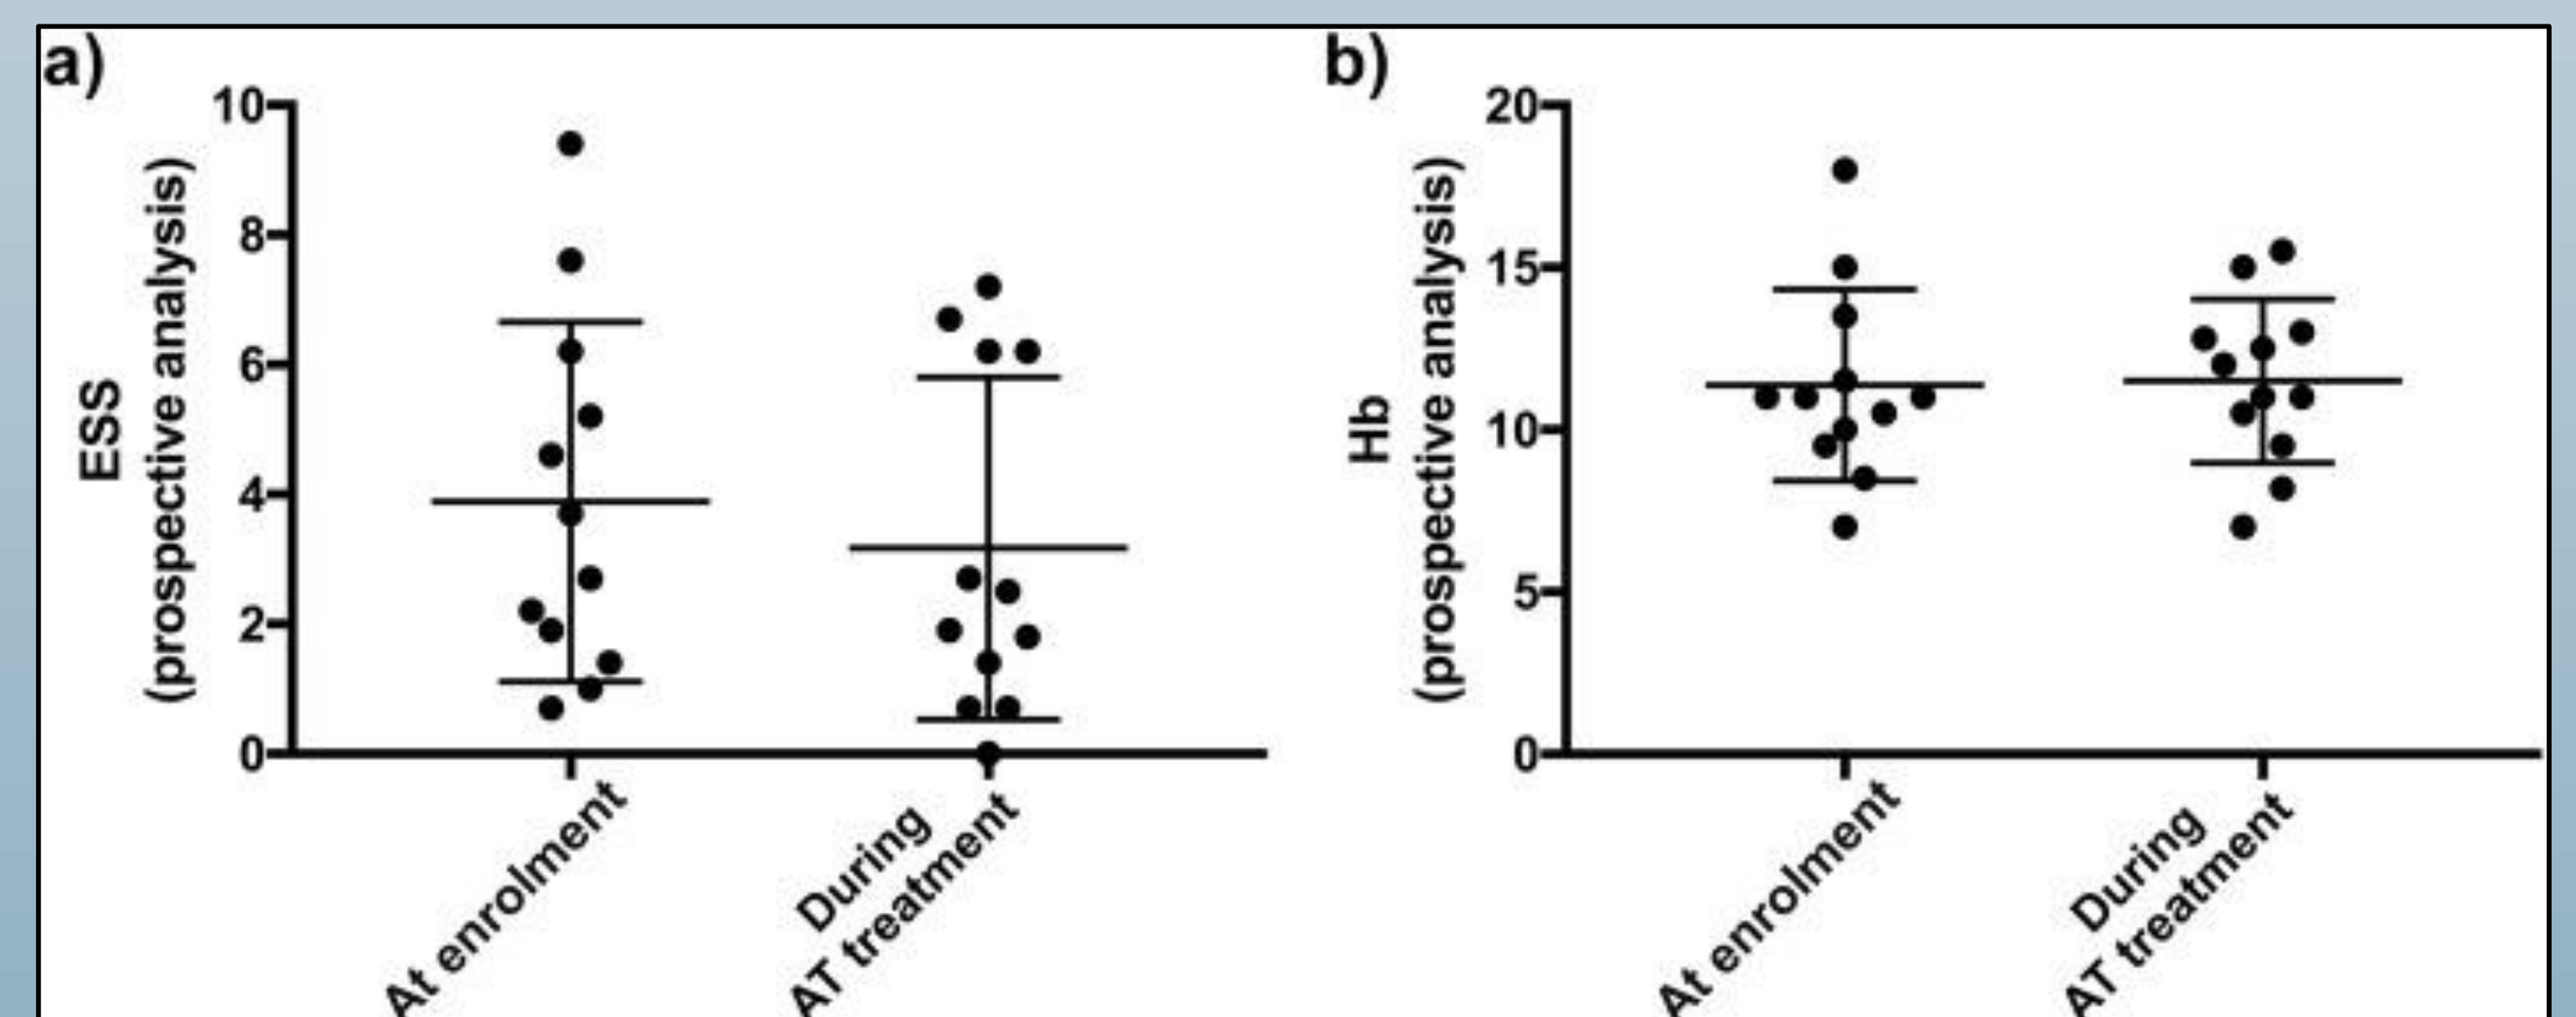 a)
ESS
(prospective analysis)
10
8
6
4
2
0
At enrolment
During
AT treatment
b)
Hb
(prospective analysis)
20
15
10
5
0
At enrolment
During
AT treatment